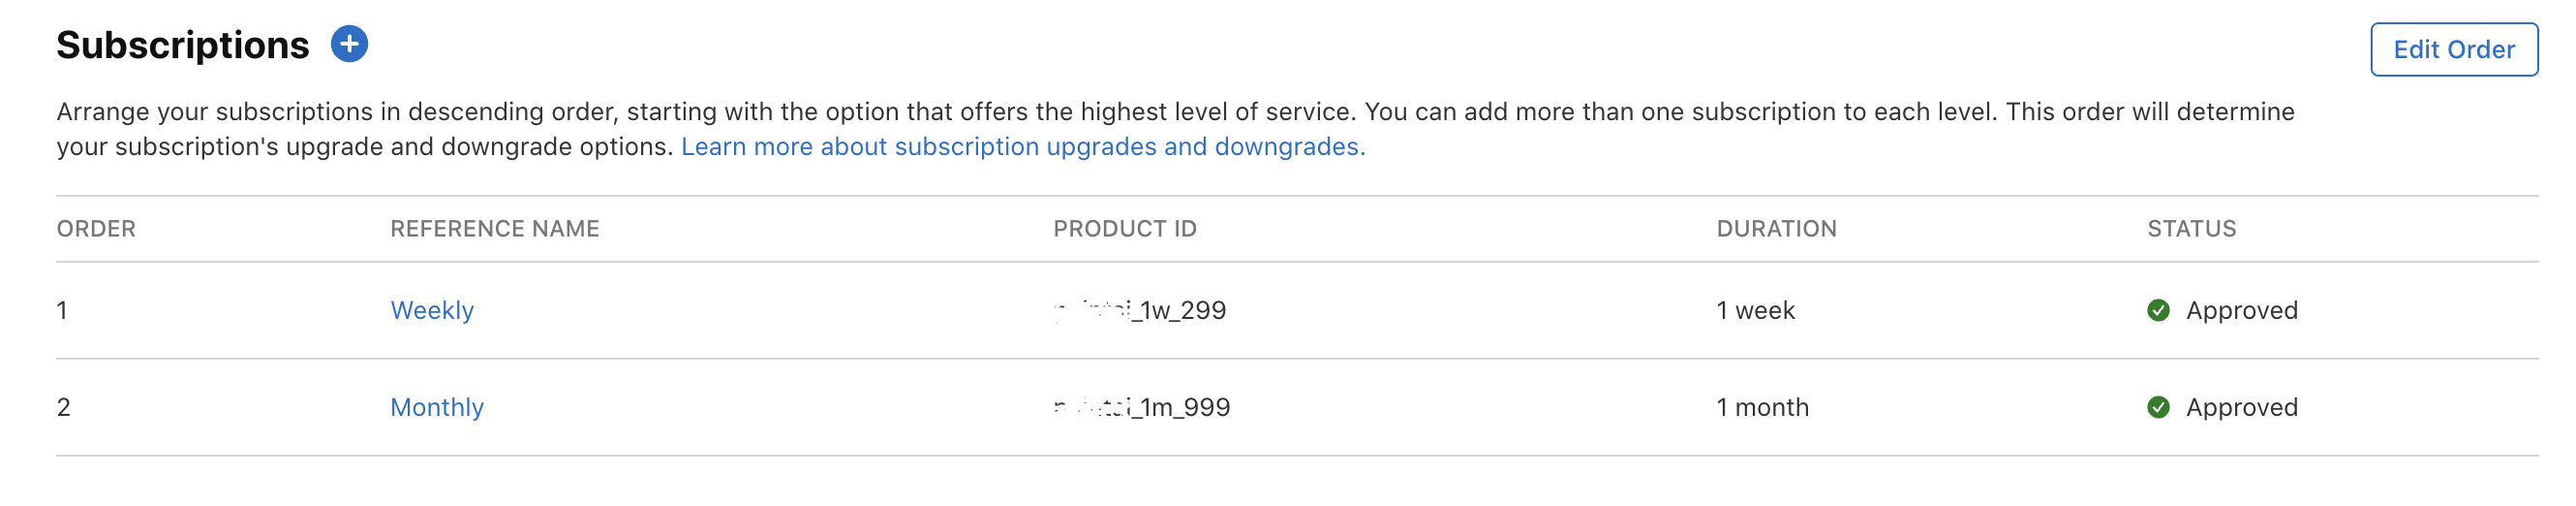 Subscriptions
Edit Order
Arrange your subscriptions in descending order, starting with the option that offers the highest level of service. You can add more than one subscription to each level. This order will determine
your subscription's upgrade and downgrade options. Learn more about subscription upgrades and downgrades.
ORDER REFERENCE NAME PRODUCT ID DURATION STATUS
1 Weekly _1w_299 1 week Approved
2 Monthly _1m_999 1 month Approved